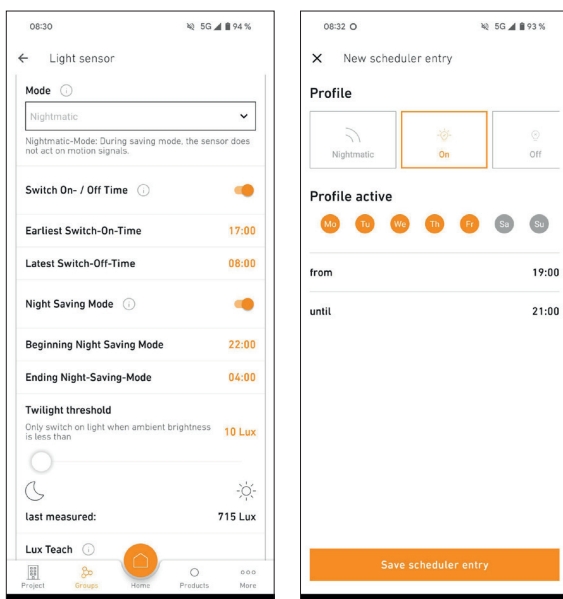 08:30
5G 94 %
Light sensor
Mode
Nightmatic
Nightmatic-Mode: During saving mode, the sensor does
not act on motion signals.
Switch On- / Off Time
Earliest Switch-On-Time 17:00
Latest Switch-Off-Time 08:00
Night Saving Mode
Beginning Night Saving Mode 22:00
Ending Night-Saving-Mode 04:00
Twilight threshold
Only switch on light when ambient brightness
is less than
10 Lux
last measured: 715 Lux
Lux Teach
Project Groups Home Products More
08:32
5G 93 %
New scheduler entry
Profile
Nightmatic On Off
Profile active
Mo Tu We Th Fr Sa Su
from 19:00
until 21:00
Save scheduler entry